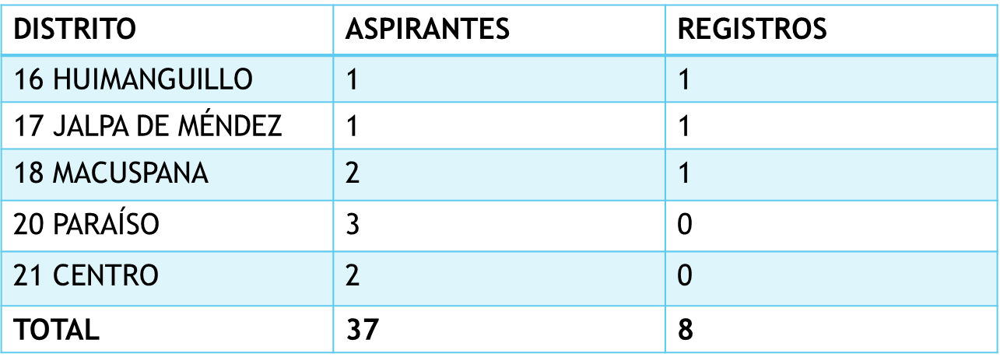 DISTRITO ASPIRANTES REGISTROS
16 HUIMANGUILLO 1 1
17 JALPA DE MÉNDEZ 1 1
18 MACUSPANA 2 1
20 PARAÍSO 3 0
21 CENTRO 2 0
TOTAL 37 8